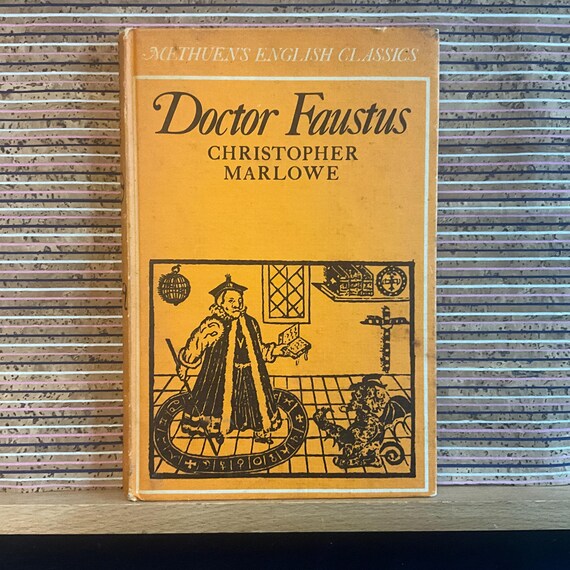 METHUEN'S ENGLISH CLASSICS
Doctor Faustus
CHRISTOPHER
MARLOWE